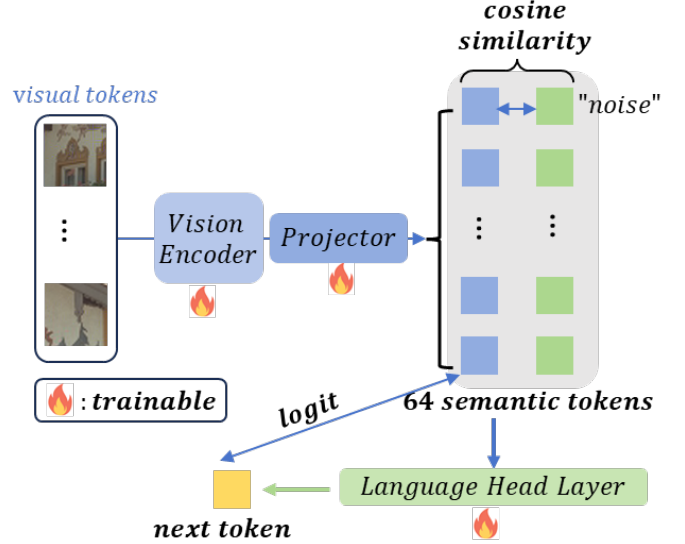 cosine
similarity
visual tokens
"noise"
Vision
Encoder
Projector
: trainable
logit
64 semantic tokens
Language Head Layer
next token